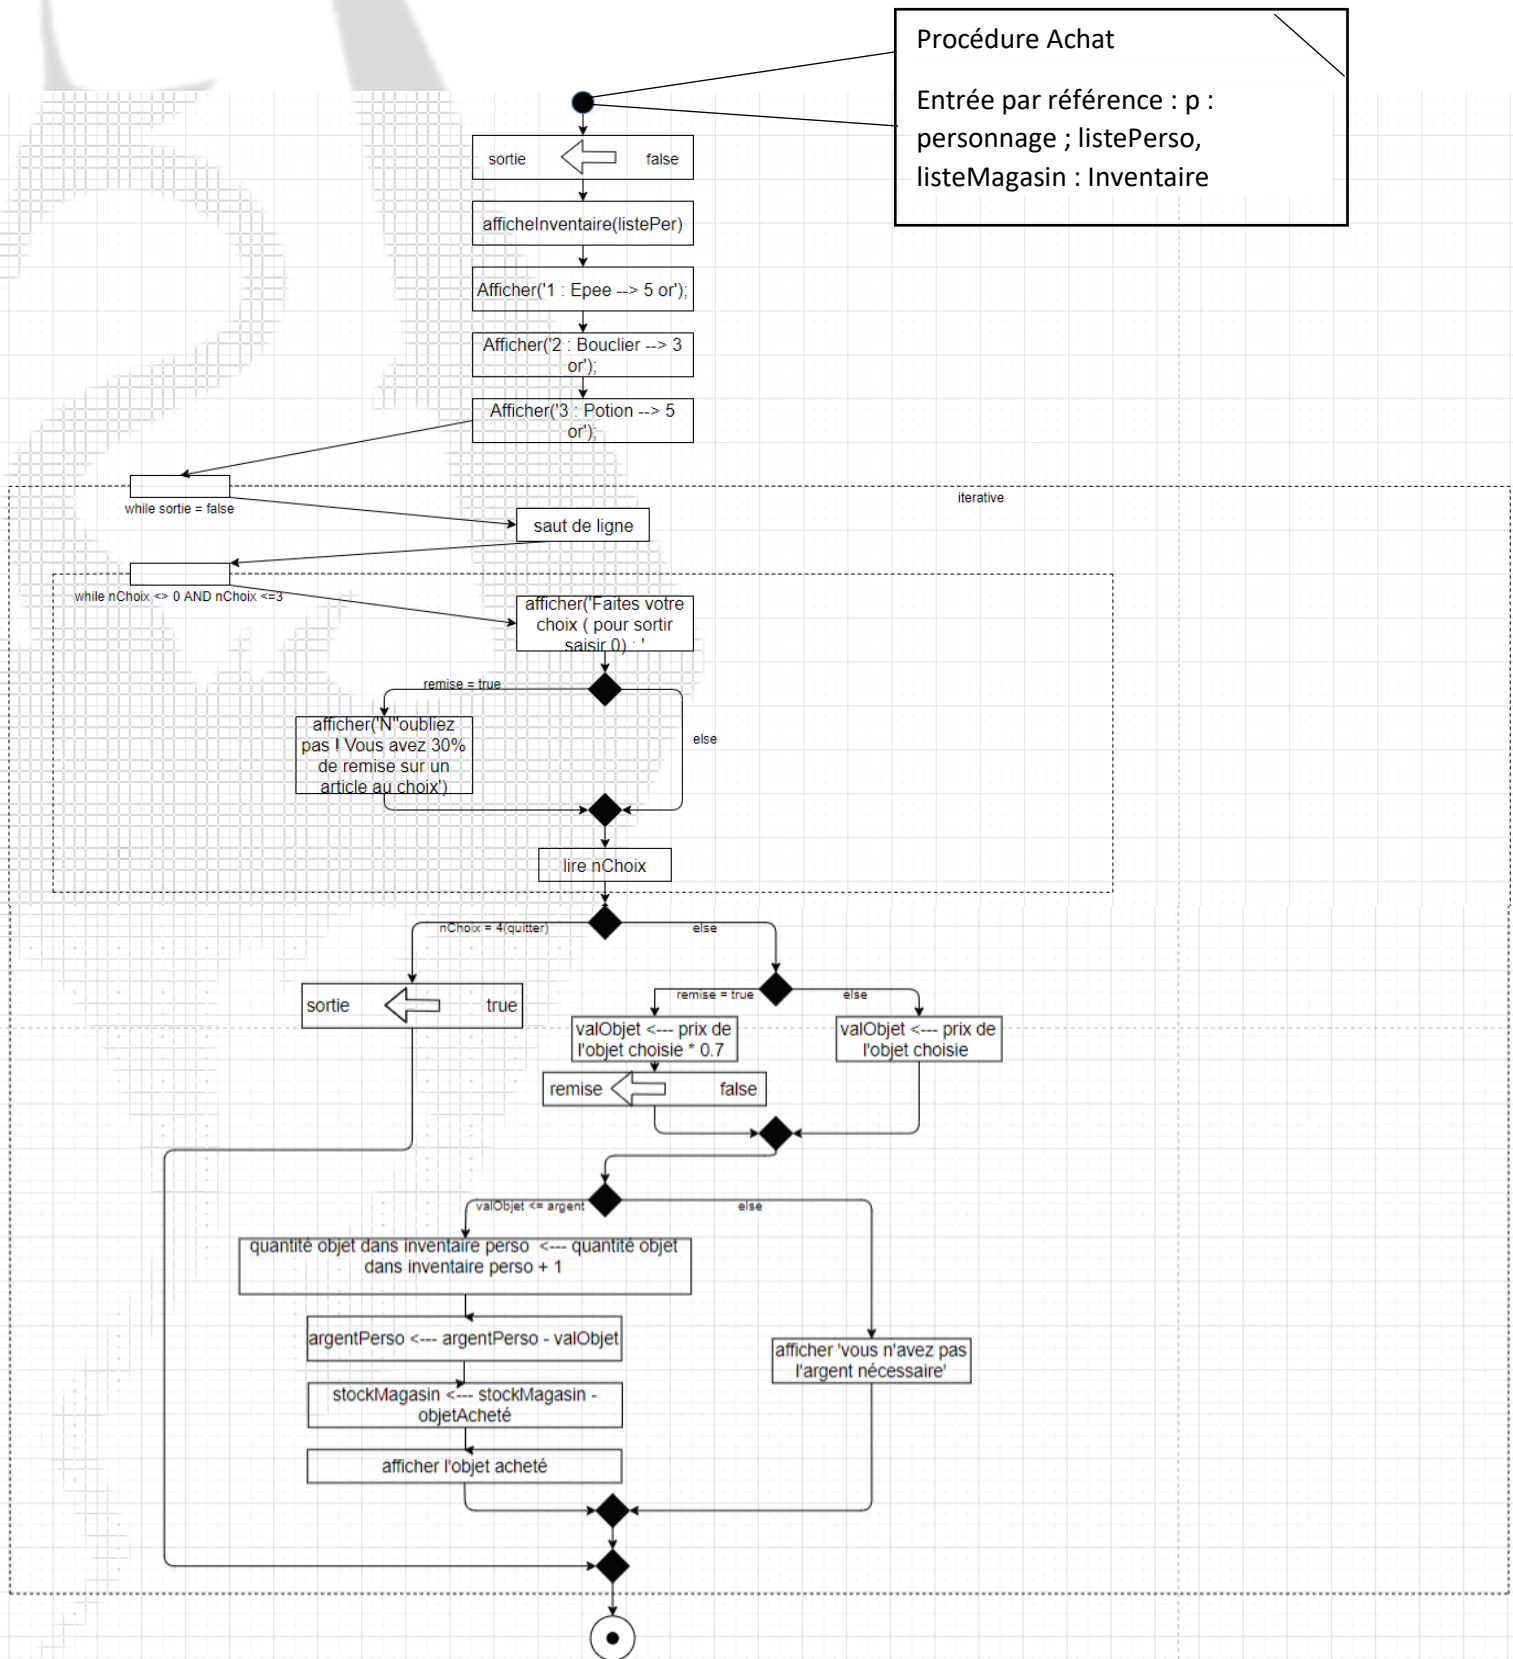 Procédure Achat
Entrée par référence : p :
personnage ; listePerso,
listeMagasin : Inventaire
sortie false
afficheInventaire(listePer)
Afficher('1 : Epee --> 5 or');
Afficher('2 : Bouclier --> 3
or');
Afficher('3 : Potion --> 5
or');
iterative
while sortie = false
saut de ligne
while nChoix <> 0 AND nChoix <=3
afficher('Faites votre
choix ( pour sortir
saisir 0) : '
remise = true
else
afficher('N''oubliez
pas ! Vous avez 30%
de remise sur un
article au choix')
lire nChoix
nChoix = 4(quitter)
else
sortie true
remise = true
else
valObjet <--- prix de
l'objet choisie * 0.7
valObjet <--- prix de
l'objet choisie
remise false
valObjet <= argent
else
quantité objet dans inventaire perso <--- quantité objet
dans inventaire perso + 1
argentPerso <--- argentPerso - valObjet
afficher 'vous n'avez pas
l'argent nécessaire'
stockMagasin <--- stockMagasin -
objetAcheté
afficher l'objet acheté